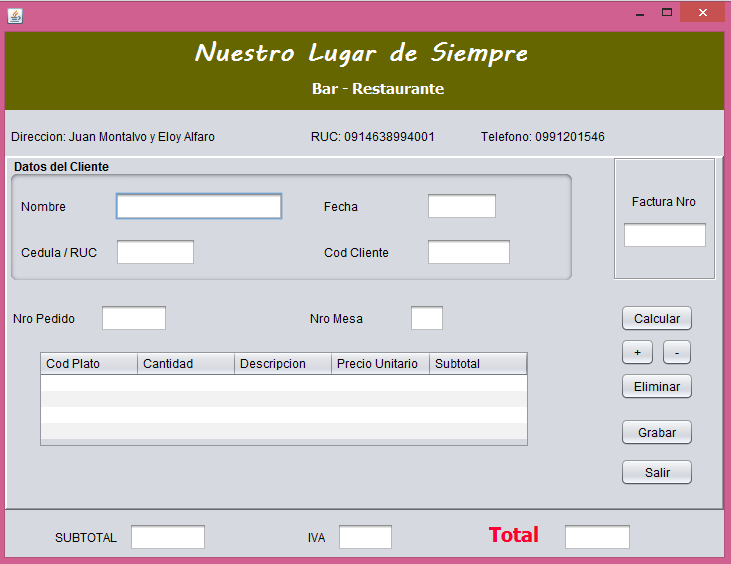 Nuestro Lugar de Siempre
Bar - Restaurante
Direccion: Juan Montalvo y Eloy Alfaro RUC: 0914638994001 Telefono: 0991201546
Datos del Cliente
Nombre Fecha Factura Nro
Cedula / RUC Cod Cliente
Nro Pedido Nro Mesa Calcular
+ -
Cod Plato Cantidad Descripcion Precio Unitario Subtotal
Eliminar
Grabar
Salir
SUBTOTAL IVA Total